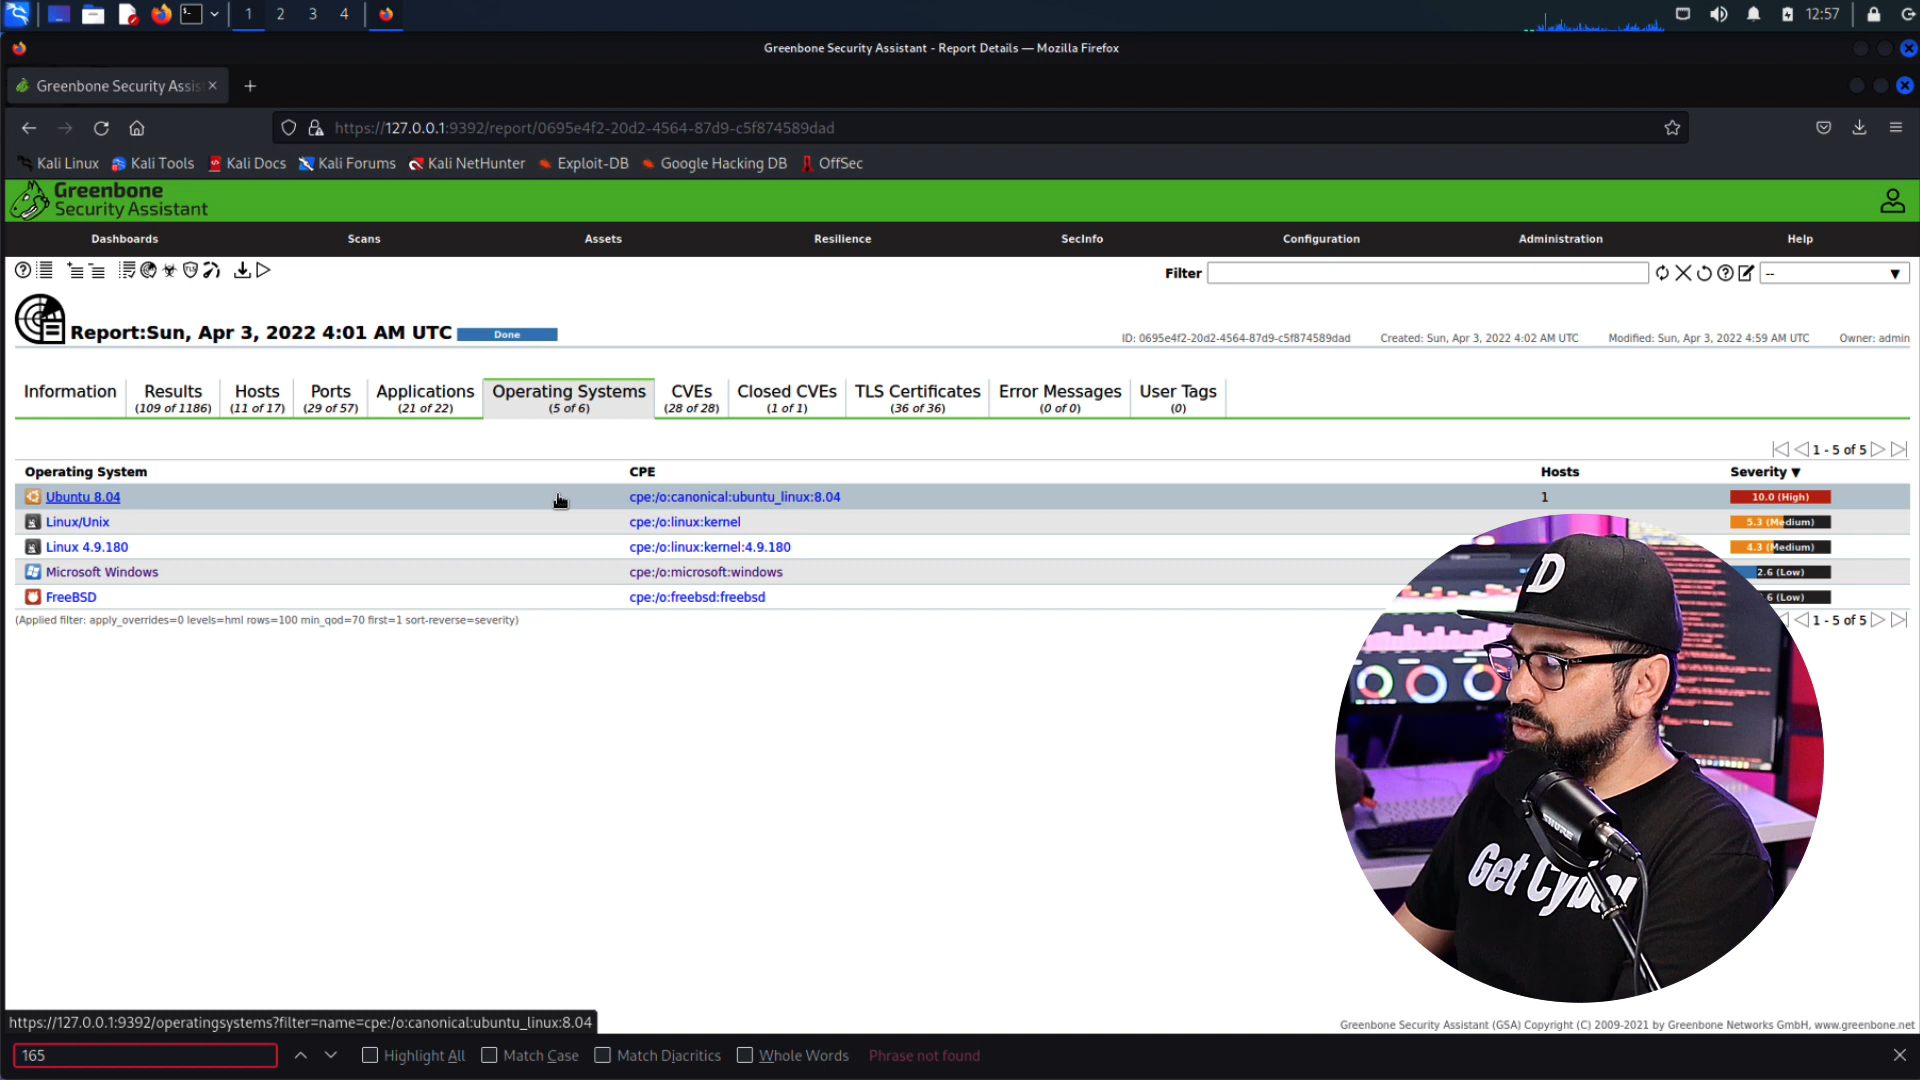 1 2 3 4 12:57
Greenbone Security Assistant - Report Details — Mozilla Firefox
Greenbone Security Assis
https://127.0.0.1:9392/report/0695e4f2-20d2-4564-87d9-c5f874589dad
Kali Linux Kali Tools Kali Docs Kali Forums Kali NetHunter Exploit-DB Google Hacking DB OffSec
Greenbone
Security Assistant
Dashboards Scans Assets Resilience SecInfo Configuration Administration Help
Filter --
Report:Sun, Apr 3, 2022 4:01 AM UTC Done ID: 0695e4f2-20d2-4564-87d9-c5f874589dad Created: Sun, Apr 3, 2022 4:02 AM UTC Modified: Sun, Apr 3, 2022 4:59 AM UTC Owner: admin
Information Results Hosts Ports Applications Operating Systems CVEs Closed CVEs TLS Certificates Error Messages User Tags
(109 of 1186) (11 of 17) (29 of 57) (21 of 22) (5 of 6) (28 of 28) (1 of 1) (36 of 36) (0 of 0) (0)
1 - 5 of 5
Operating System CPE Hosts Severity ▼
Ubuntu 8.04 cpe:/o:canonical:ubuntu_linux:8.04 1 10.0 (High)
Linux/Unix cpe:/o:linux:kernel 5.3 (Medium)
Linux 4.9.180 cpe:/o:linux:kernel:4.9.180 4.3 (Medium)
Microsoft Windows cpe:/o:microsoft:windows 2.6 (Low)
FreeBSD cpe:/o:freebsd:freebsd .6 (Low)
(Applied filter: apply_overrides=0 levels=hml rows=100 min_qod=70 first=1 sort-reverse=severity) 1 - 5 of 5
D
SHURE
Get Cyber
https://127.0.0.1:9392/operatingsystems?filter=name=cpe:/o:canonical:ubuntu_linux:8.04
Greenbone Security Assistant (GSA) Copyright (C) 2009-2021 by Greenbone Networks GmbH, www.greenbone.net
165 Highlight All Match Case Match Diacritics Whole Words Phrase not found